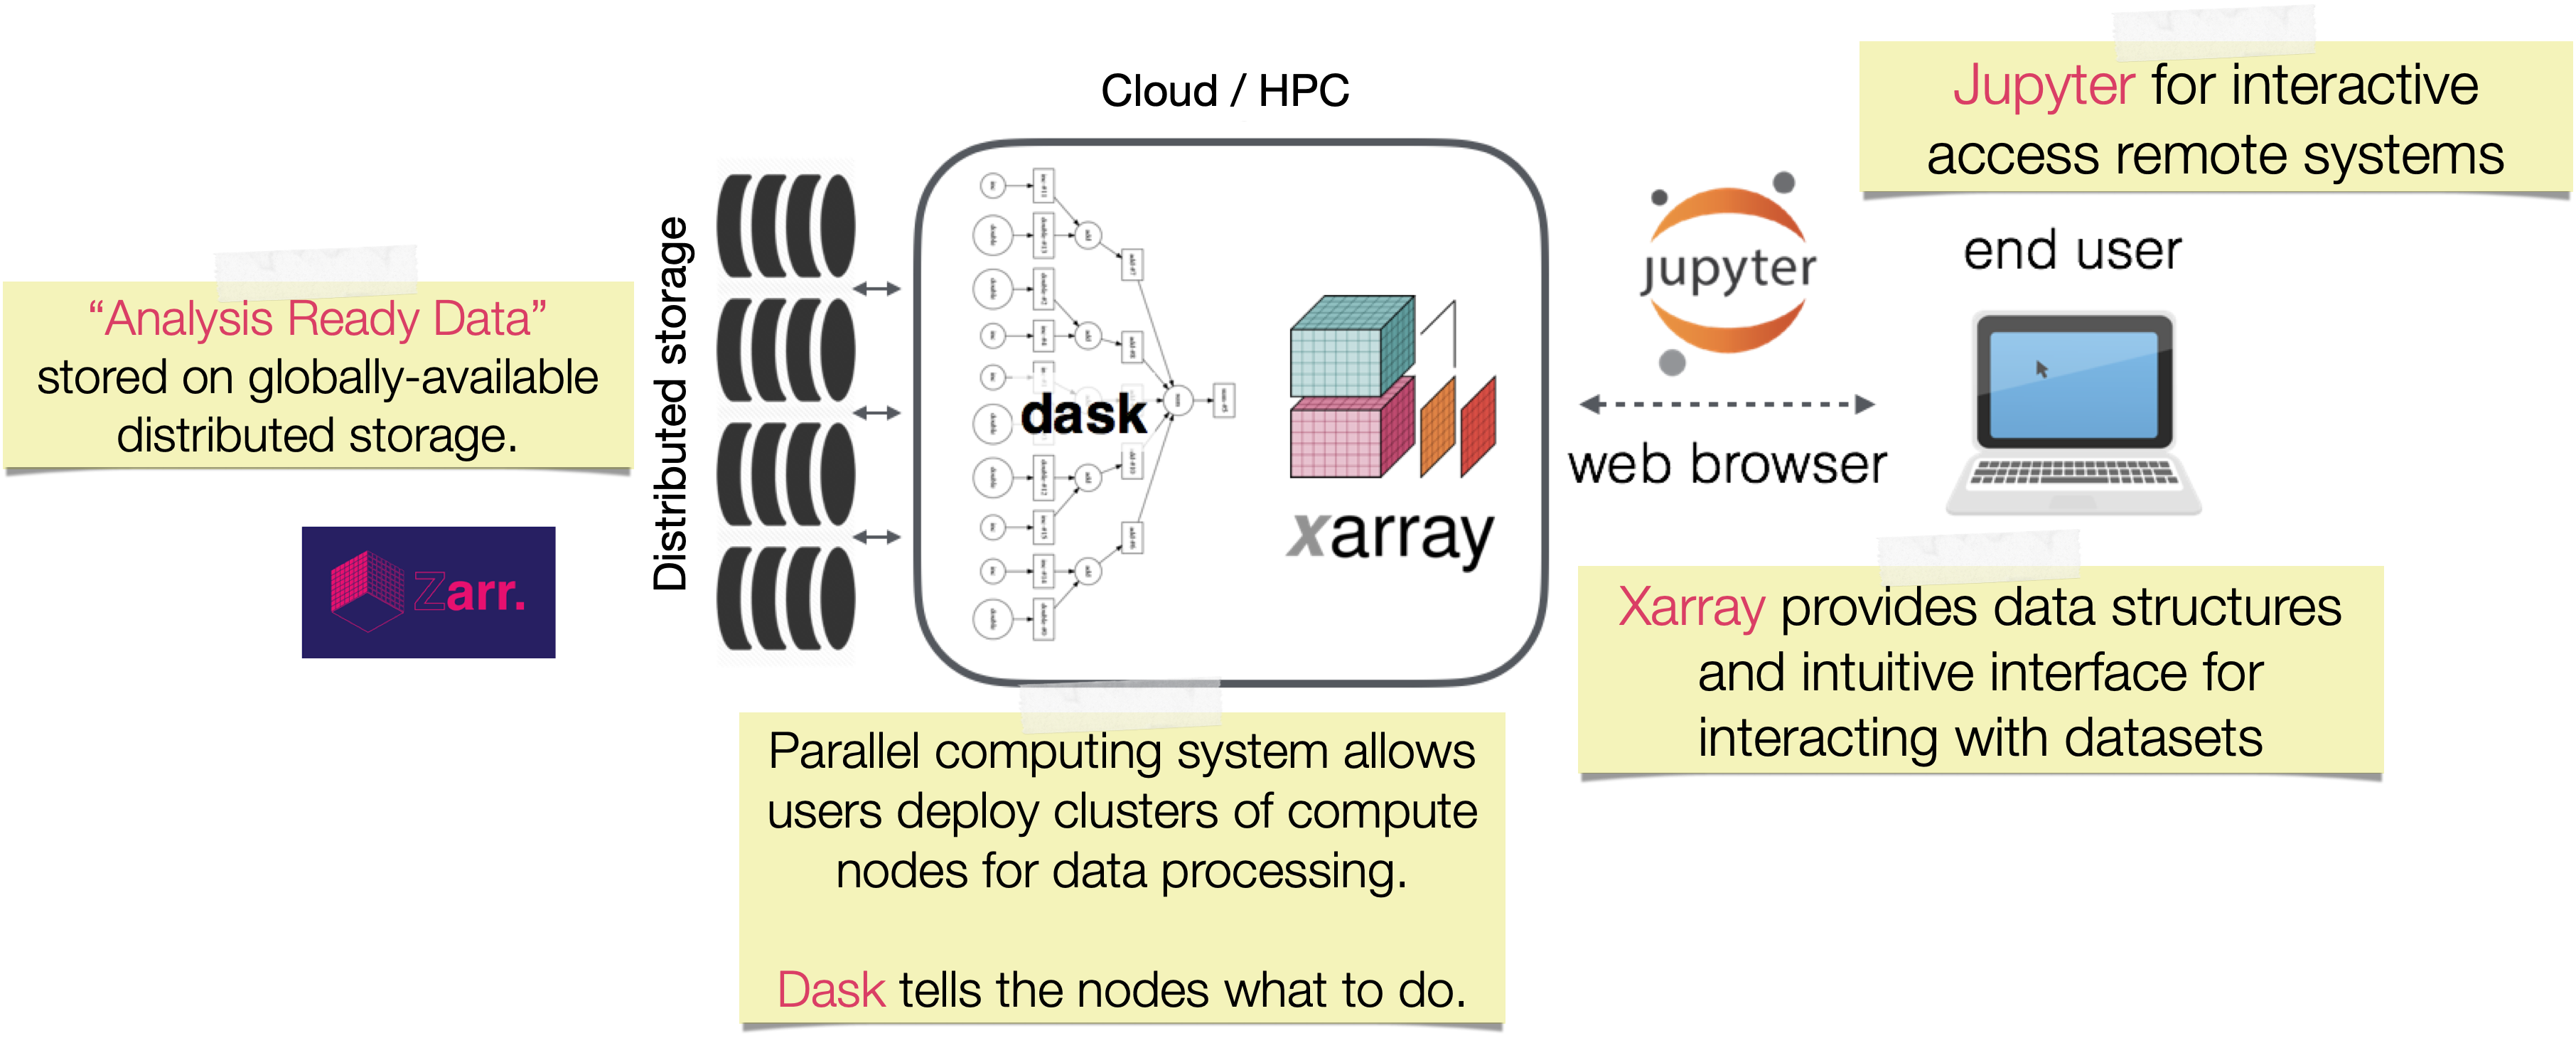 Cloud / HPC
Jupyter for interactive
access remote systems
end user
jupyter
web browser
“Analysis Ready Data”
stored on globally-available
distributed storage.
Zarr.
Distributed storage
dask
xarray
Xarray provides data structures
and intuitive interface for
interacting with datasets
Parallel computing system allows
users deploy clusters of compute
nodes for data processing.
Dask tells the nodes what to do.